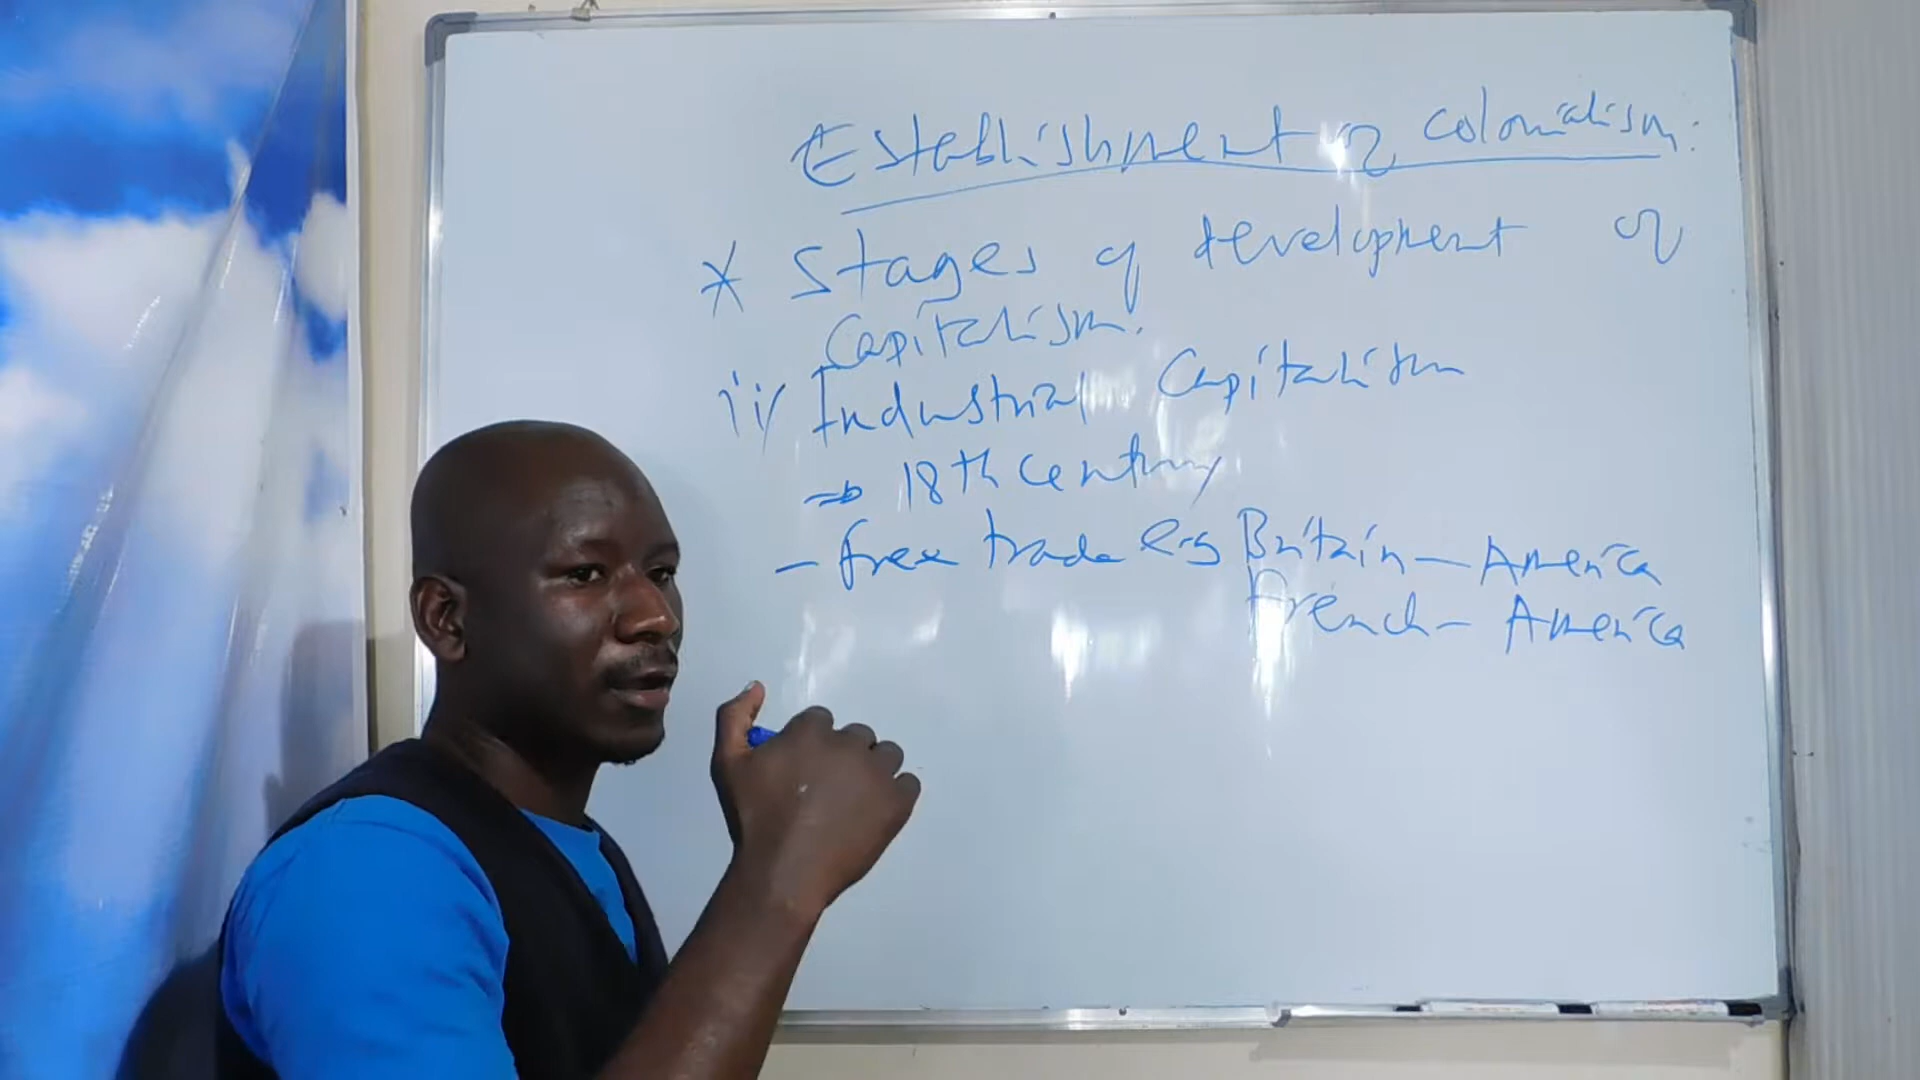 Establishment of colonialism:
* Stages of development of
Capitalism.
ii/ Industrial Capitalism
⇒ 18th century
- free trade e.g Britain - America
French - America